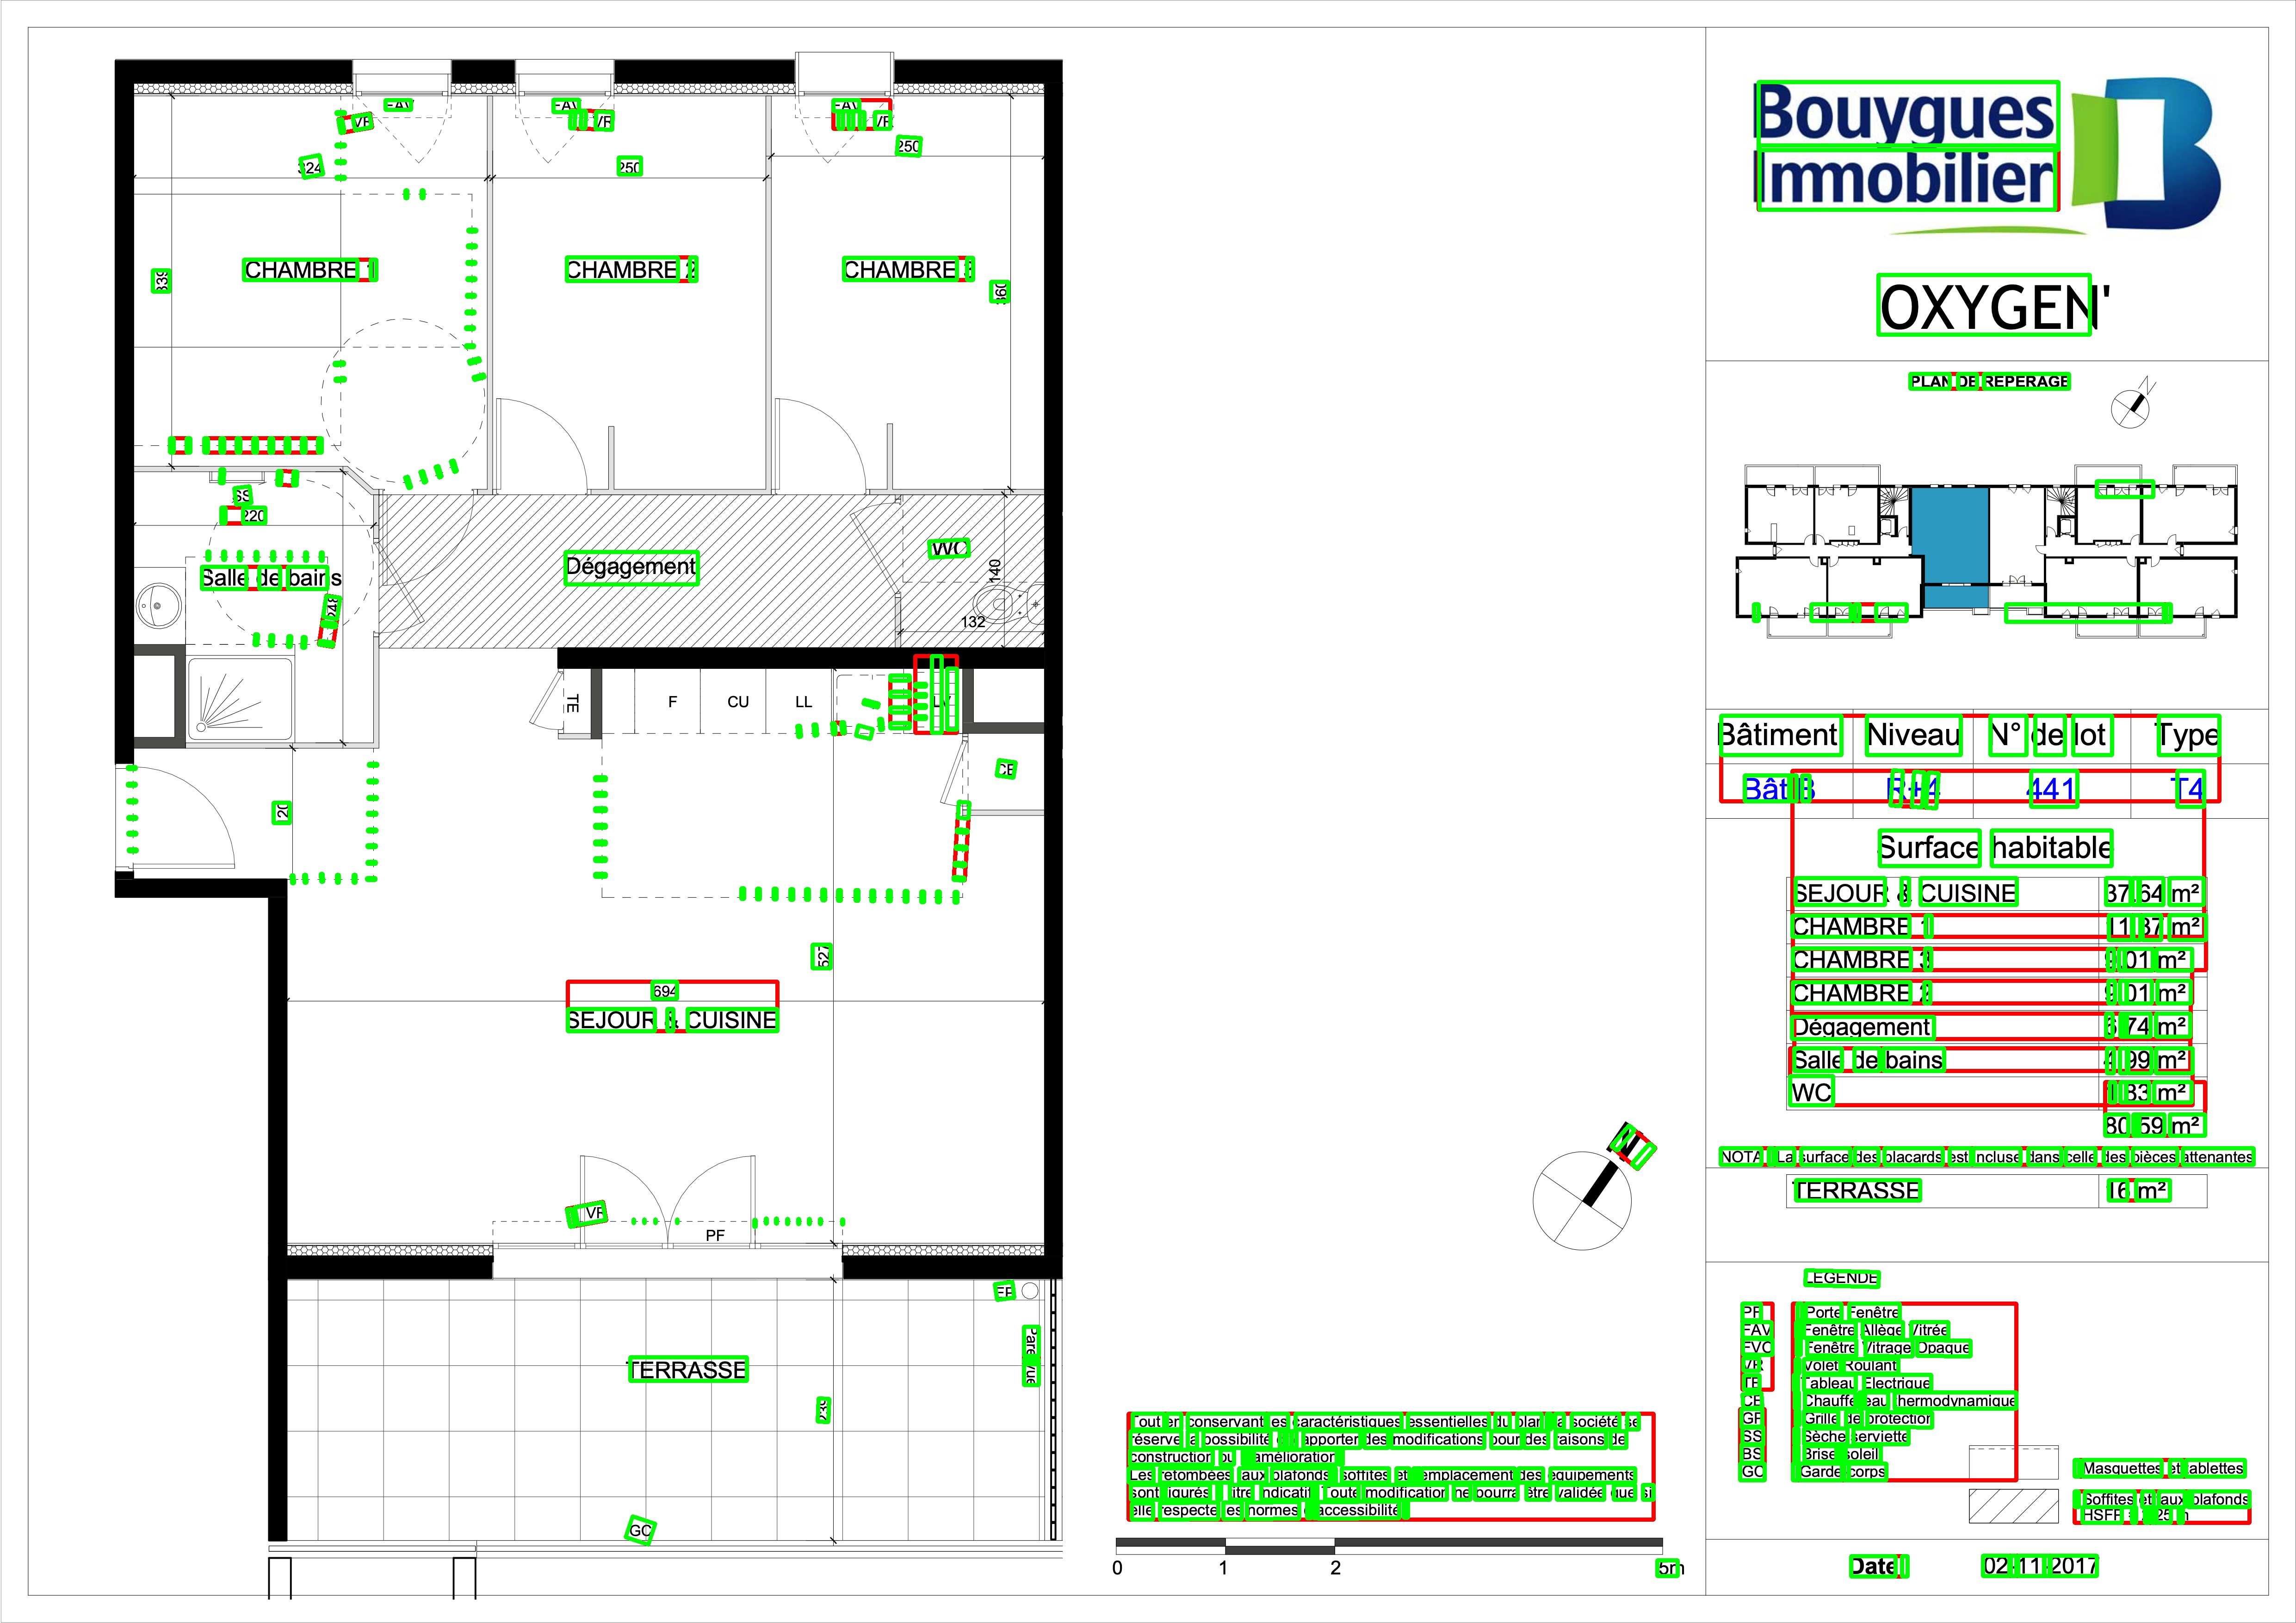 Bouygues
Immobilier
OXYGEN'
PLAN DE REPERAGE
N
Bâtiment Niveau N° de lot Type
Bât B R+4 441 T4
Surface habitable
SEJOUR & CUISINE 37.64 m²
CHAMBRE 1 11.37 m²
CHAMBRE 3 9.01 m²
CHAMBRE 2 9.01 m²
Dégagement 6.74 m²
Salle de bains 4.99 m²
WC 1.83 m²
80.59 m²
NOTA : La surface des placards est incluse dans celle des pièces attenantes
TERRASSE 16 m²
LEGENDE
PF : Porte Fenêtre
FAV : Fenêtre Allège Vitrée
FVO : Fenêtre Vitrage Opaque
VR : Volet Roulant
TE : Tableau Electrique
CE : Chauffe eau thermodynamique
GP : Grille de protection
SS : Sèche serviette
BS : Brise soleil
GC : Garde-corps
: Masquettes et tablettes
: Soffites et faux plafonds
Date :
02-11-2017
FAV
VR
FAV
VR
FAV
VR
324
250
250
CHAMBRE 1
CHAMBRE 2
CHAMBRE 3
339
360
SS
220
Salle de bains
248
Dégagement
WC
140
132
TE
F
CU
LL
LV
CE
527
694
SEJOUR & CUISINE
VR
PF
N
EP
Pare vue
TERRASSE
239
GC
Tout en conservant les caractéristiques essentielles du plan, la société se
réserve la possibilité d'y apporter des modifications pour des raisons de
construction ou d'amélioration.
Les retombées, faux plafonds, soffites et emplacement des équipements
sont figurés à titre indicatif. Toute modification ne pourra être validée que si
elle respecte les normes d'accessibilité.
0 1 2 5m